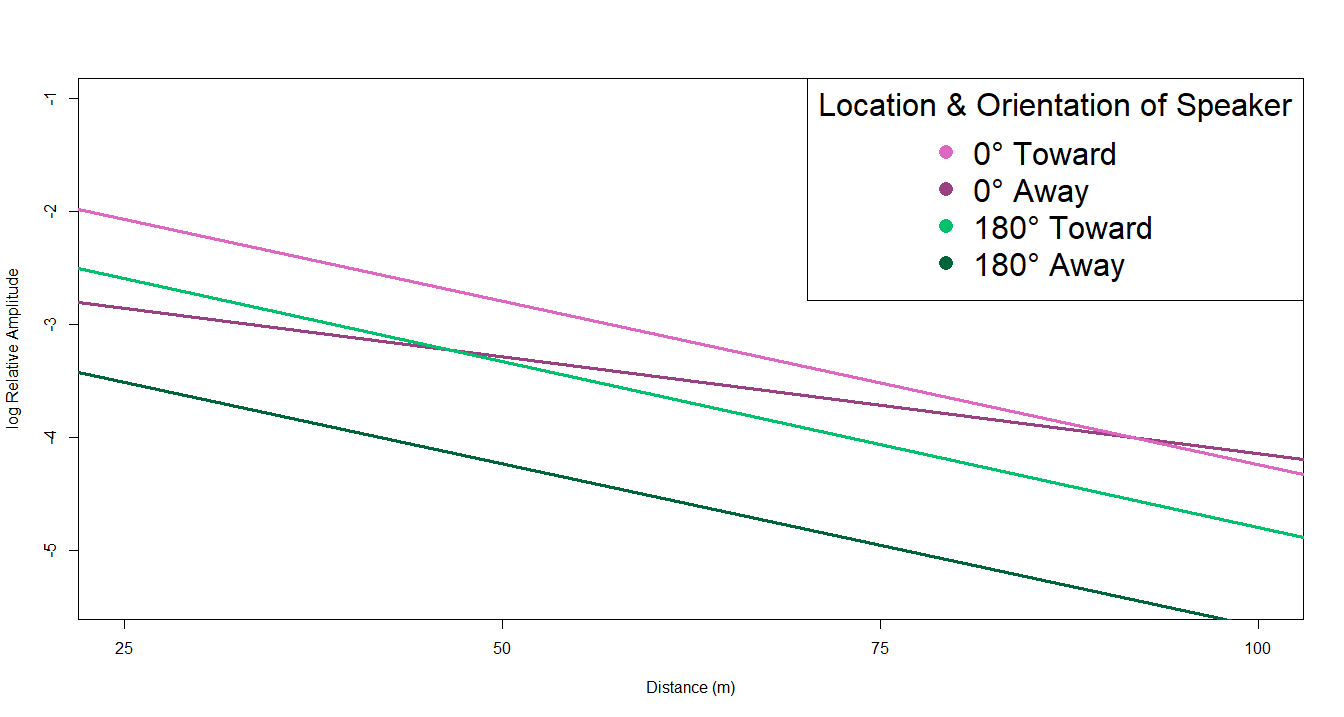 Location & Orientation of Speaker
0° Toward
0° Away
180° Toward
180° Away
log Relative Amplitude
-1
-2
-3
-4
-5
25 50 75 100
Distance (m)